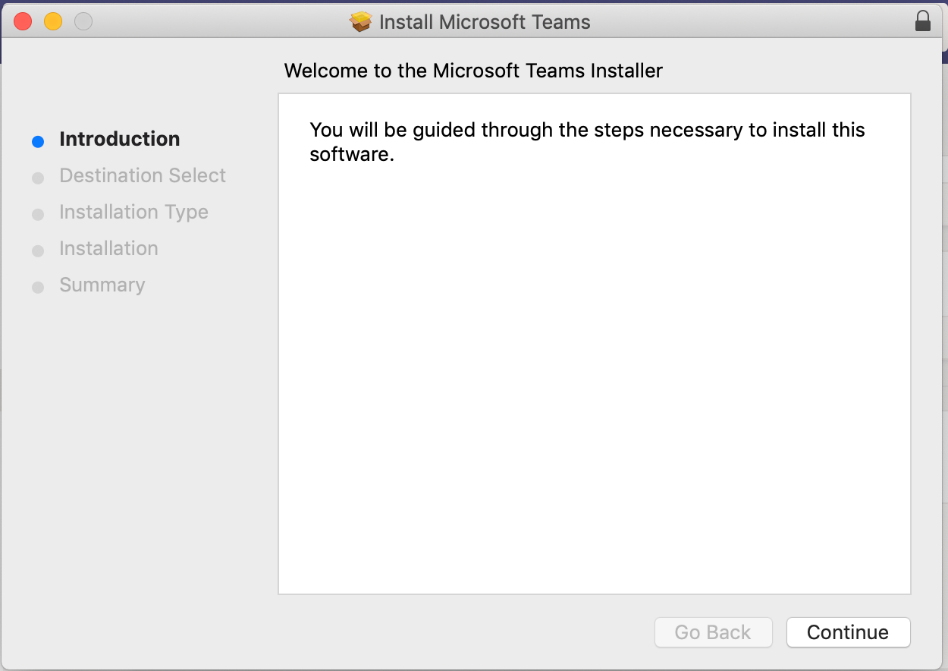 Install Microsoft Teams
Welcome to the Microsoft Teams Installer
Introduction
Destination Select
Installation Type
Installation
Summary
You will be guided through the steps necessary to install this
software.
Go Back
Continue